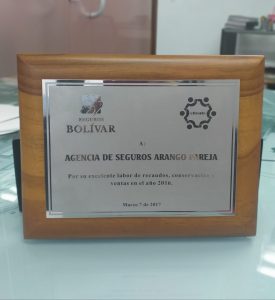 SEGUROS
BOLÍVAR
A:
AGENCIA DE SEGUROS ARANGO PAREJA
Por su excelente labor de recaudos, conservación y
ventas en el año 2016.
Marzo 7 de 2017